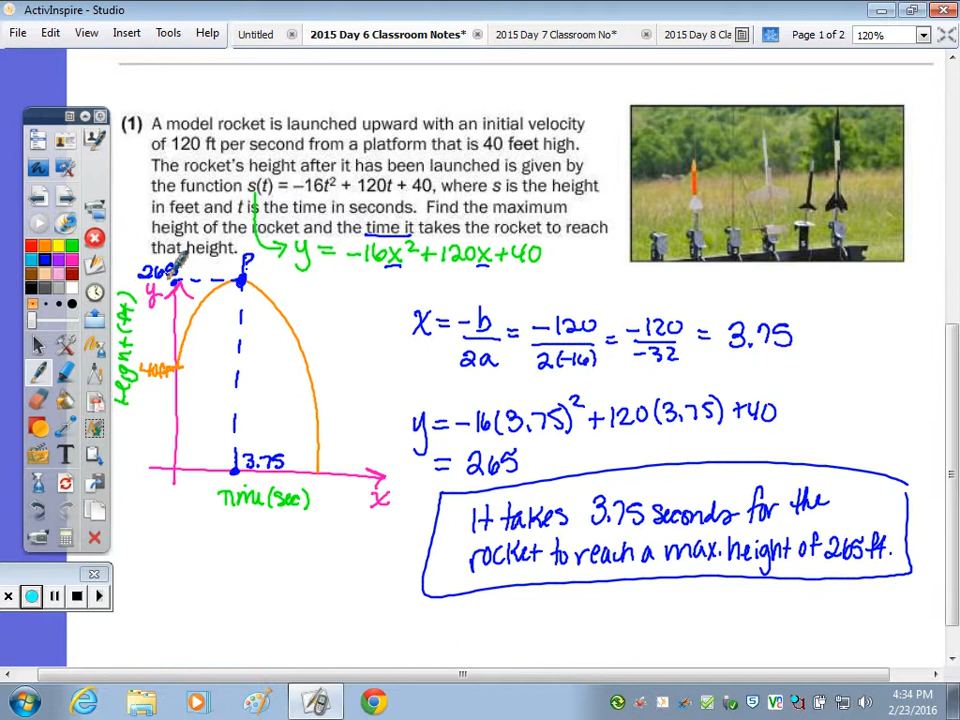 ActivInspire - Studio
File Edit View Insert Tools Help
Untitled
2015 Day 6 Classroom Notes*
2015 Day 7 Classroom No*
2015 Day 8 Cla
Page 1 of 2
120%
(1) A model rocket is launched upward with an initial velocity
of 120 ft per second from a platform that is 40 feet high.
The rocket's height after it has been launched is given by
the function s(t) = –16t² + 120t + 40, where s is the height
in feet and t is the time in seconds. Find the maximum
height of the rocket and the time it takes the rocket to reach
that height.
y = -16x² + 120x + 40
265
P
y
Height (ft)
40ft
3.75
Time (sec)
x
x = -b/2a = -120/2(-16) = -120/-32 = 3.75
y = -16(3.75)² + 120(3.75) + 40
= 265
It takes 3.75 seconds for the
rocket to reach a max. height of 265 ft.
4:34 PM
2/23/2016